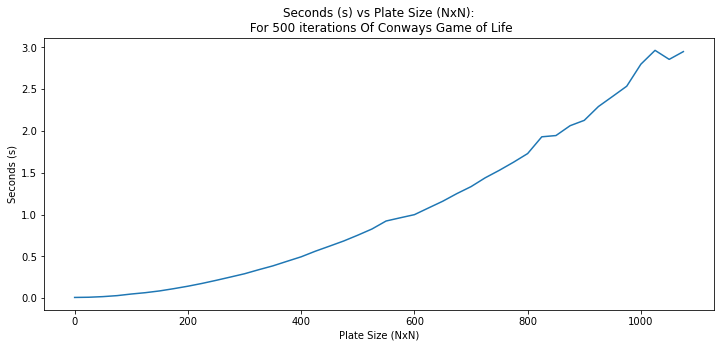 Seconds (s) vs Plate Size (NxN):
For 500 iterations Of Conways Game of Life
3.0
2.5
2.0
1.5
1.0
0.5
0.0
Seconds (s)
0 200 400 600 800 1000
Plate Size (NxN)